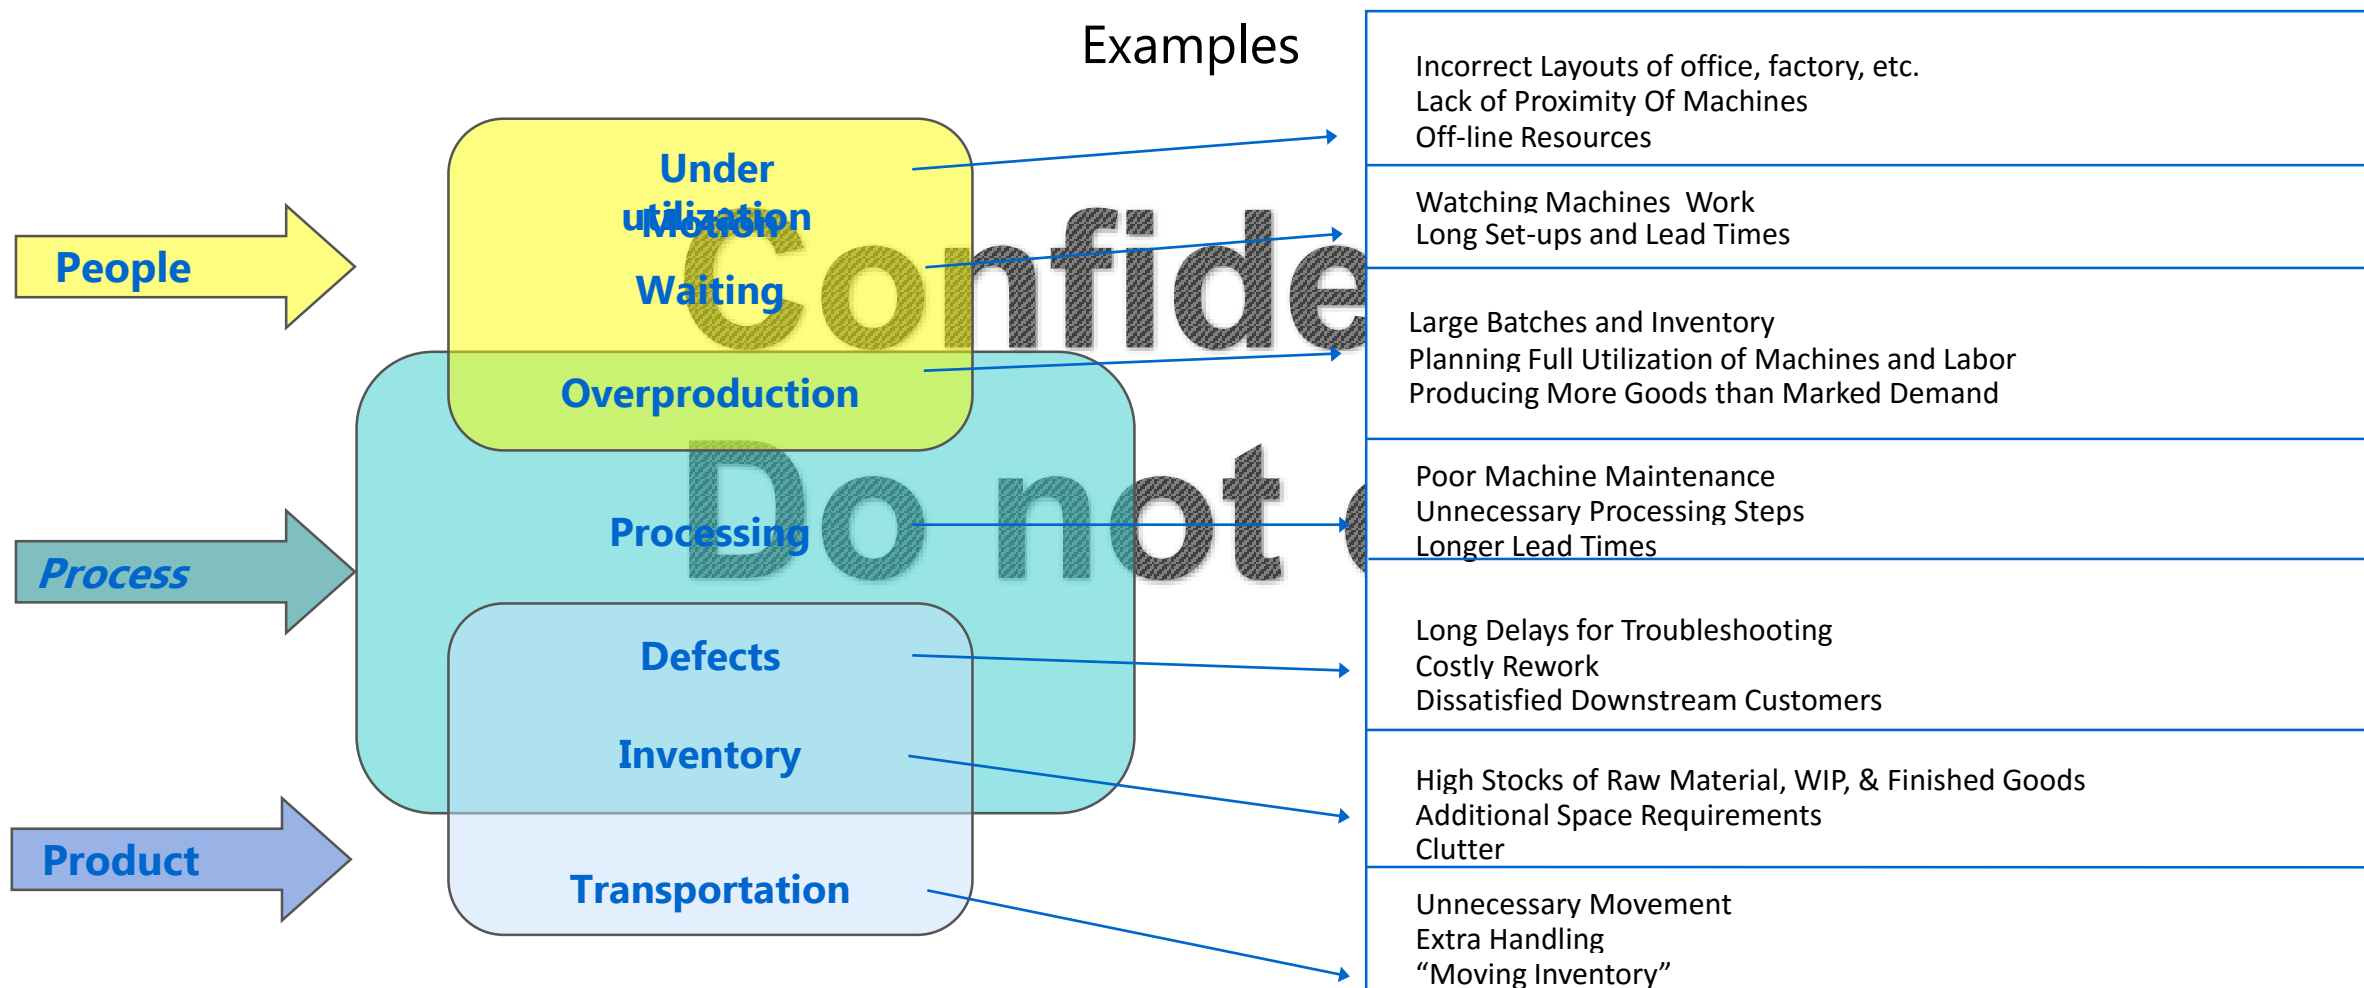 Examples
People
Process
Product
Under
utilization
Motion
Waiting
Overproduction
Processing
Defects
Inventory
Transportation
Confide
Do not
Incorrect Layouts of office, factory, etc.
Lack of Proximity Of Machines
Off-line Resources
Watching Machines Work
Long Set-ups and Lead Times
Large Batches and Inventory
Planning Full Utilization of Machines and Labor
Producing More Goods than Marked Demand
Poor Machine Maintenance
Unnecessary Processing Steps
Longer Lead Times
Long Delays for Troubleshooting
Costly Rework
Dissatisfied Downstream Customers
High Stocks of Raw Material, WIP, & Finished Goods
Additional Space Requirements
Clutter
Unnecessary Movement
Extra Handling
“Moving Inventory”